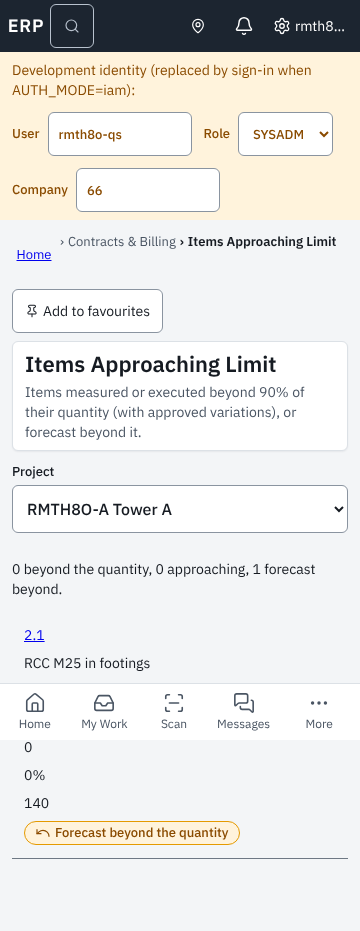 ERP
rmth8...
Development identity (replaced by sign-in when
AUTH_MODE=iam):
User
rmth8o-qs
Role
SYSADM
Company
66
Home
› Contracts & Billing › Items Approaching Limit
Add to favourites
Items Approaching Limit
Items measured or executed beyond 90% of
their quantity (with approved variations), or
forecast beyond it.
Project
RMTH8O-A Tower A
0 beyond the quantity, 0 approaching, 1 forecast
beyond.
2.1
RCC M25 in footings
Home
My Work
Scan
Messages
More
0
0%
140
Forecast beyond the quantity